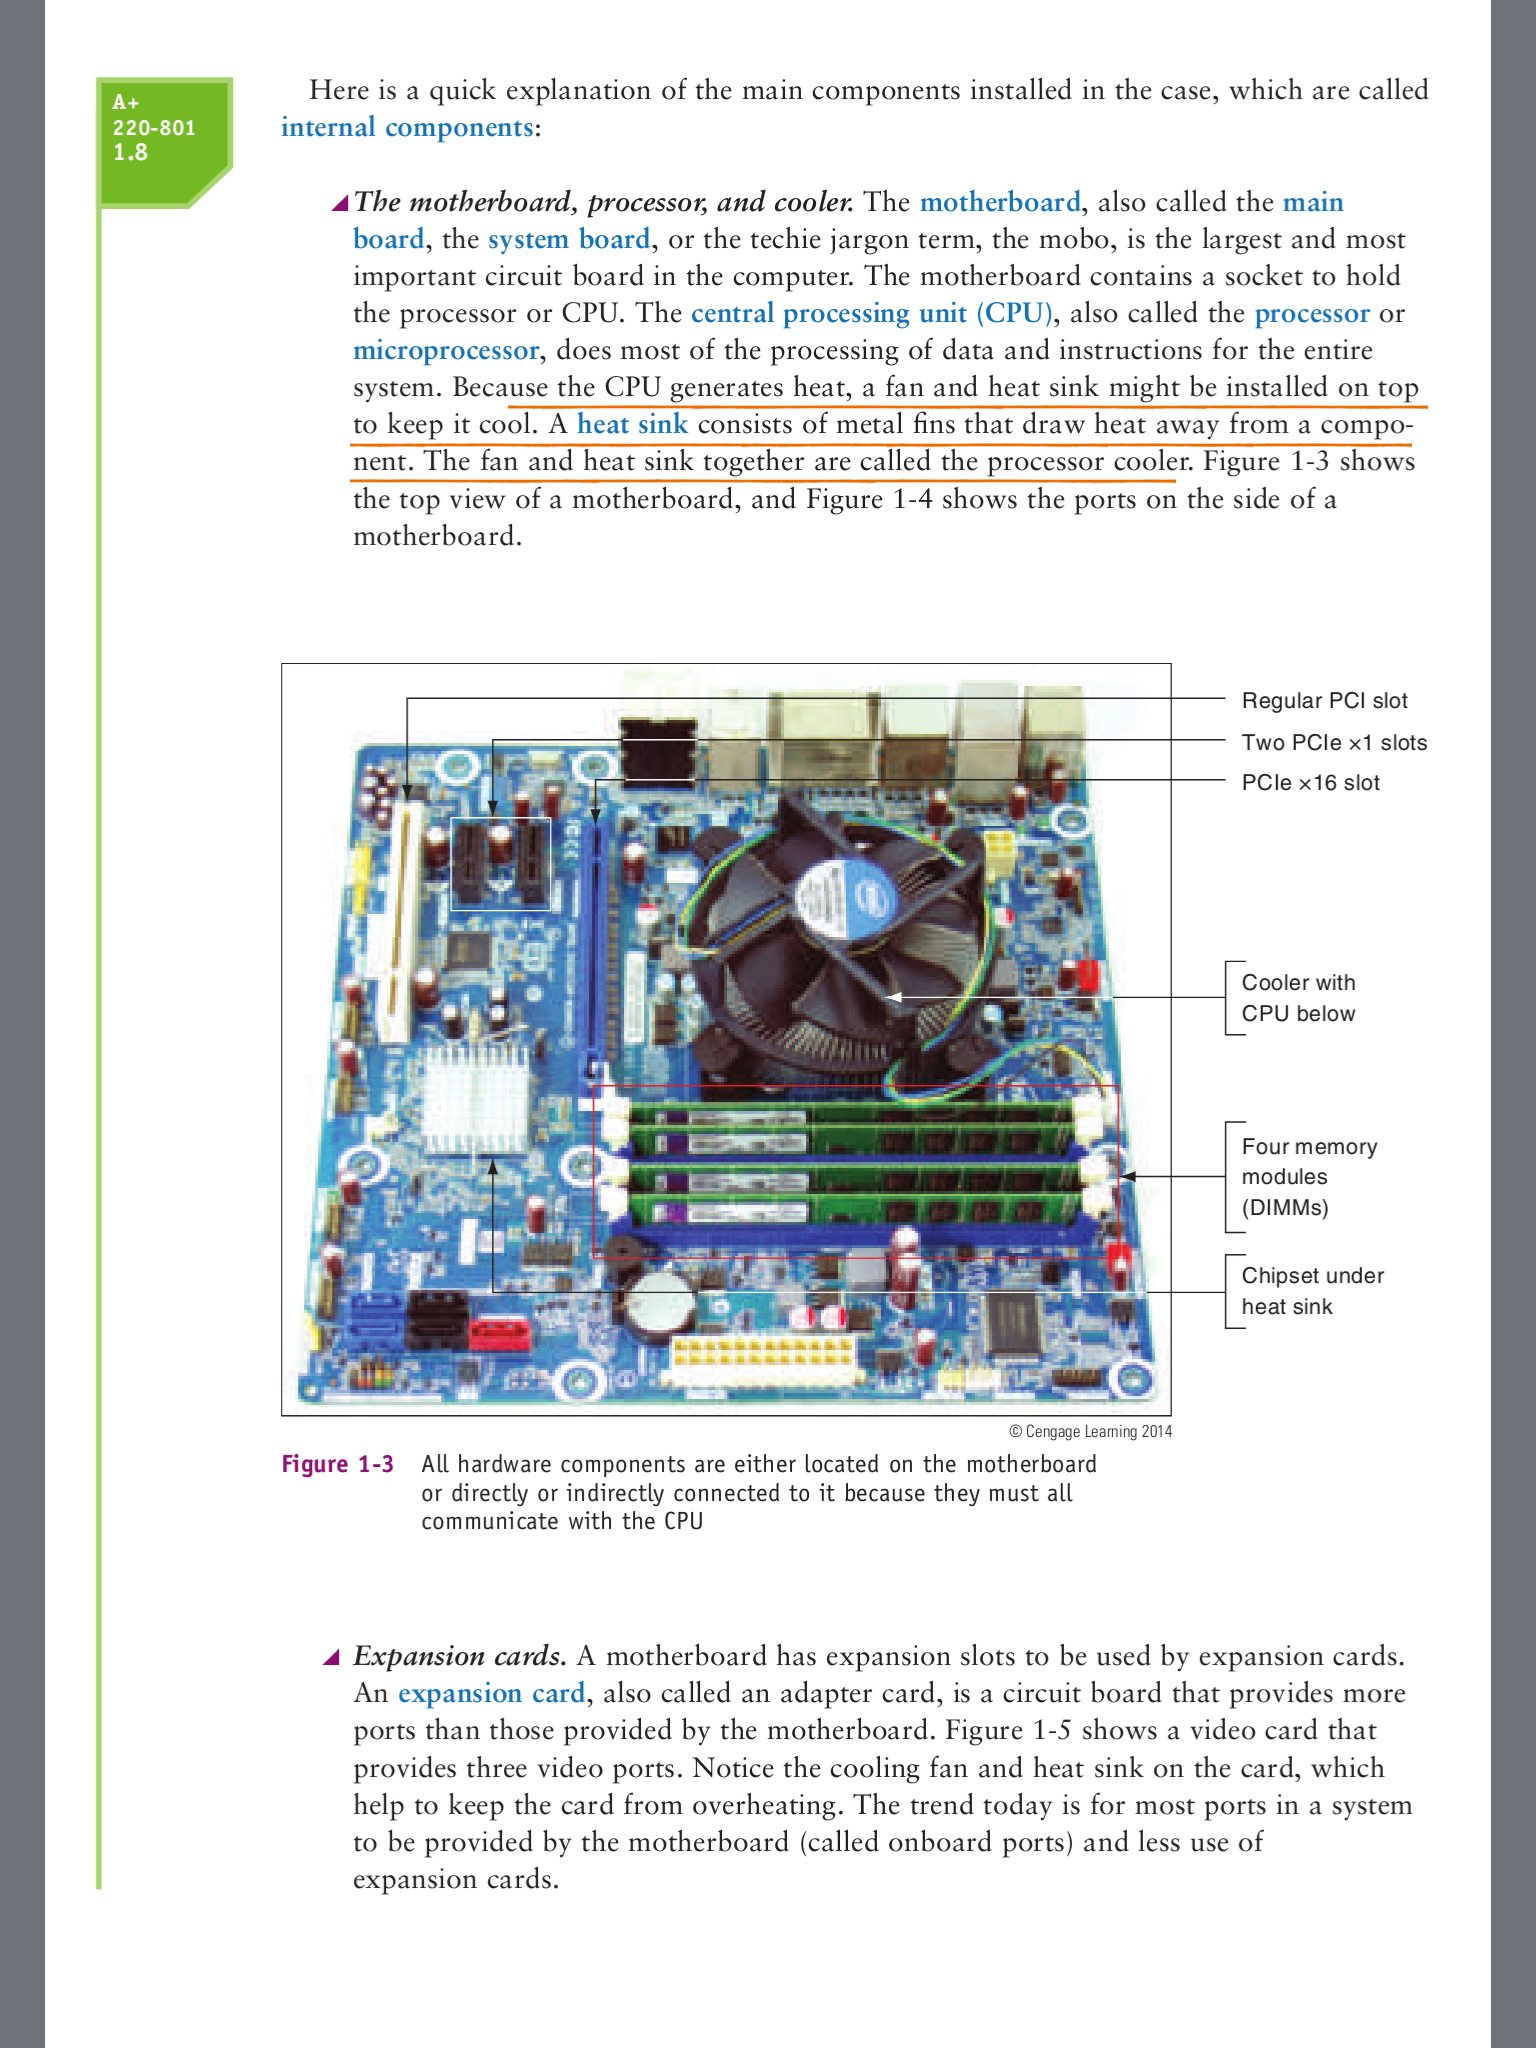 A+
220-801
1.8
Here is a quick explanation of the main components installed in the case, which are called
internal components:
The motherboard, processor, and cooler. The motherboard, also called the main
board, the system board, or the techie jargon term, the mobo, is the largest and most
important circuit board in the computer. The motherboard contains a socket to hold
the processor or CPU. The central processing unit (CPU), also called the processor or
microprocessor, does most of the processing of data and instructions for the entire
system. Because the CPU generates heat, a fan and heat sink might be installed on top
to keep it cool. A heat sink consists of metal fins that draw heat away from a compo-
nent. The fan and heat sink together are called the processor cooler. Figure 1-3 shows
the top view of a motherboard, and Figure 1-4 shows the ports on the side of a
motherboard.
Regular PCI slot
Two PCIe ×1 slots
PCIe ×16 slot
Cooler with
CPU below
Four memory
modules
(DIMMs)
Chipset under
heat sink
© Cengage Learning 2014
Figure 1-3 All hardware components are either located on the motherboard
or directly or indirectly connected to it because they must all
communicate with the CPU
Expansion cards. A motherboard has expansion slots to be used by expansion cards.
An expansion card, also called an adapter card, is a circuit board that provides more
ports than those provided by the motherboard. Figure 1-5 shows a video card that
provides three video ports. Notice the cooling fan and heat sink on the card, which
help to keep the card from overheating. The trend today is for most ports in a system
to be provided by the motherboard (called onboard ports) and less use of
expansion cards.